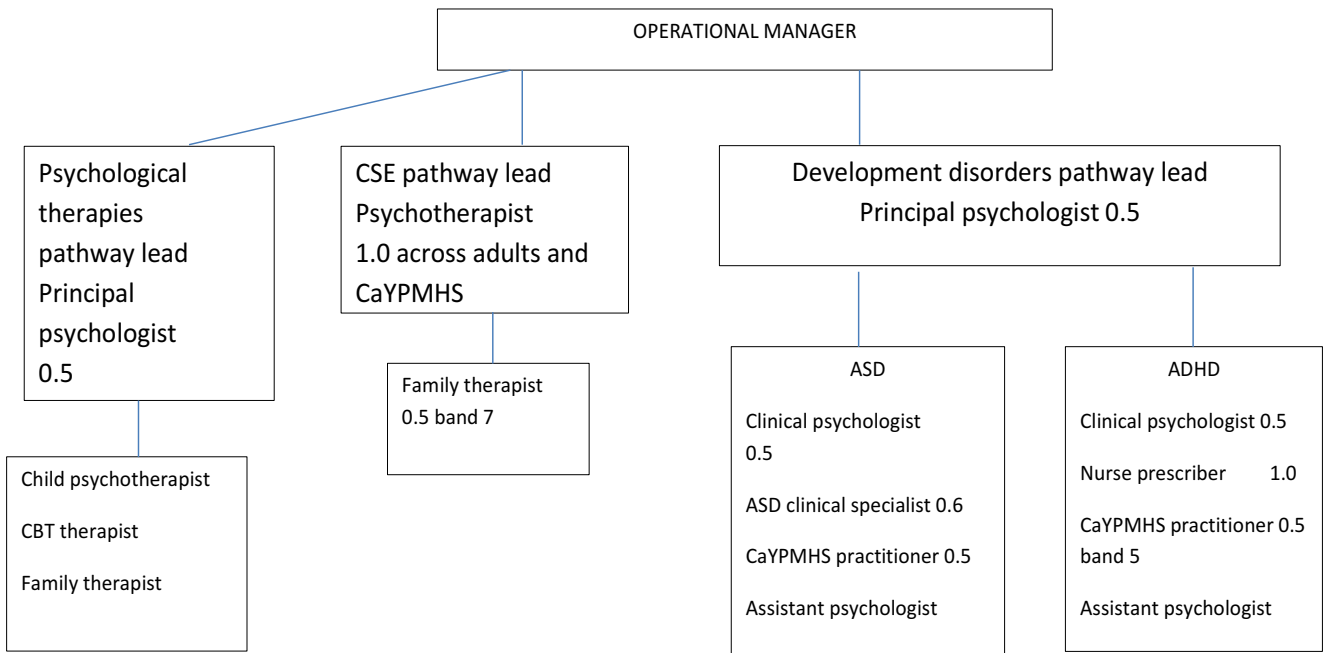 OPERATIONAL MANAGER
Psychological
therapies
pathway lead
Principal
psychologist
0.5
CSE pathway lead
Psychotherapist
1.0 across adults and
CaYPMHS
Development disorders pathway lead
Principal psychologist 0.5
Child psychotherapist
CBT therapist
Family therapist
Family therapist
0.5 band 7
ASD
Clinical psychologist
0.5
ASD clinical specialist 0.6
CaYPMHS practitioner 0.5
Assistant psychologist
ADHD
Clinical psychologist 0.5
Nurse prescriber 1.0
CaYPMHS practitioner 0.5
band 5
Assistant psychologist